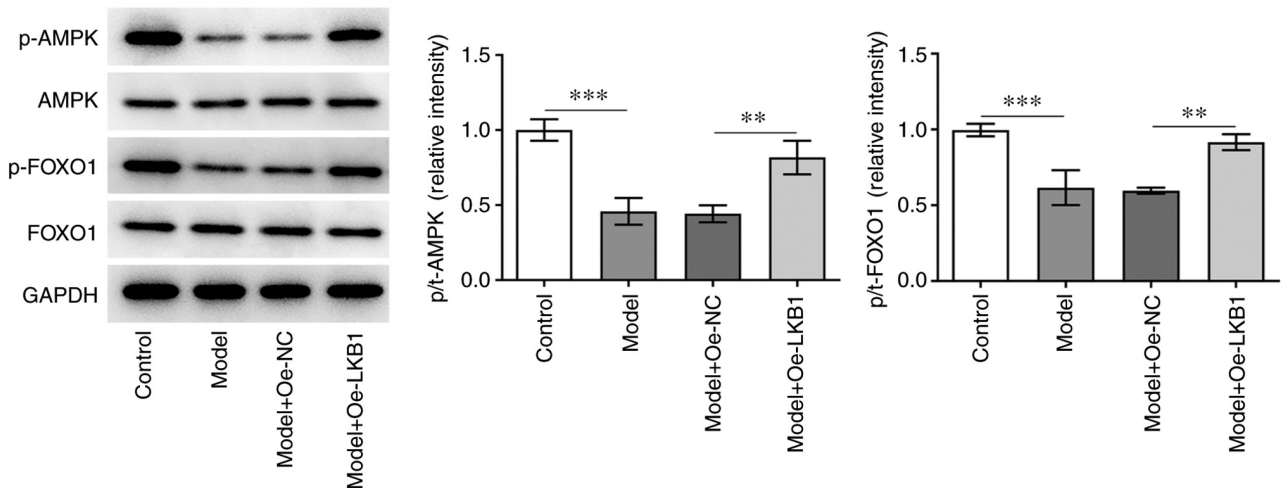 p-AMPK
AMPK
p-FOXO1
FOXO1
GAPDH
Control
Model
Model+Oe-NC
Model+Oe-LKB1
p/t-AMPK (relative intensity)
1.5
1.0
0.5
0.0
***
**
Control
Model
Model+Oe-NC
Model+Oe-LKB1
p/t-FOXO1 (relative intensity)
1.5
1.0
0.5
0.0
***
**
Control
Model
Model+Oe-NC
Model+Oe-LKB1